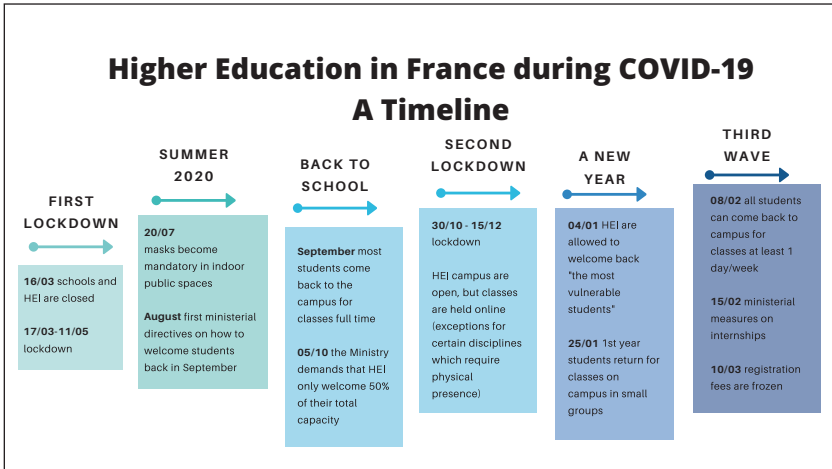 Higher Education in France during COVID-19
A Timeline
FIRST
LOCKDOWN
16/03 schools and
HEI are closed
17/03-11/05
lockdown
SUMMER
2020
20/07
masks become
mandatory in indoor
public spaces
August first ministerial
directives on how to
welcome students
back in September
BACK TO
SCHOOL
September most
students come
back to the
campus for
classes full time
05/10 the Ministry
demands that HEI
only welcome 50%
of their total
capacity
SECOND
LOCKDOWN
30/10 - 15/12
lockdown
HEI campus are
open, but classes
are held online
(exceptions for
certain disciplines
which require
physical
presence)
A NEW
YEAR
04/01 HEI are
allowed to
welcome back
"the most
vulnerable
students"
25/01 1st year
students return for
classes on
campus in small
groups
THIRD
WAVE
08/02 all students
can come back to
campus for
classes at least 1
day/week
15/02 ministerial
measures on
internships
10/03 registration
fees are frozen